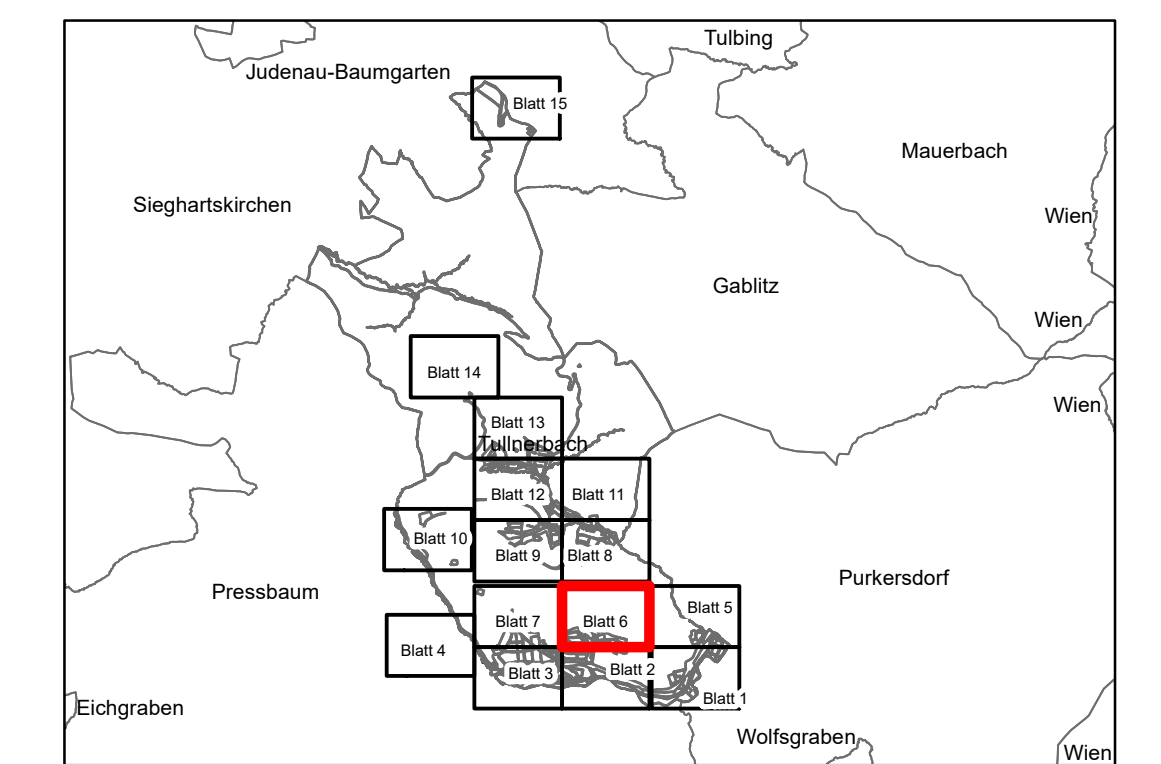 Tulbing
Judenau-Baumgarten
Blatt 15
Mauerbach
Sieghartskirchen
Wien
Gablitz
Wien
Blatt 14
Wien
Blatt 13
Tullnerbach
Blatt 12
Blatt 11
Blatt 10
Blatt 9
Blatt 8
Purkersdorf
Pressbaum
Blatt 5
Blatt 7
Blatt 6
Blatt 4
Blatt 3
Blatt 2
Blatt 1
Eichgraben
Wolfsgraben
Wien